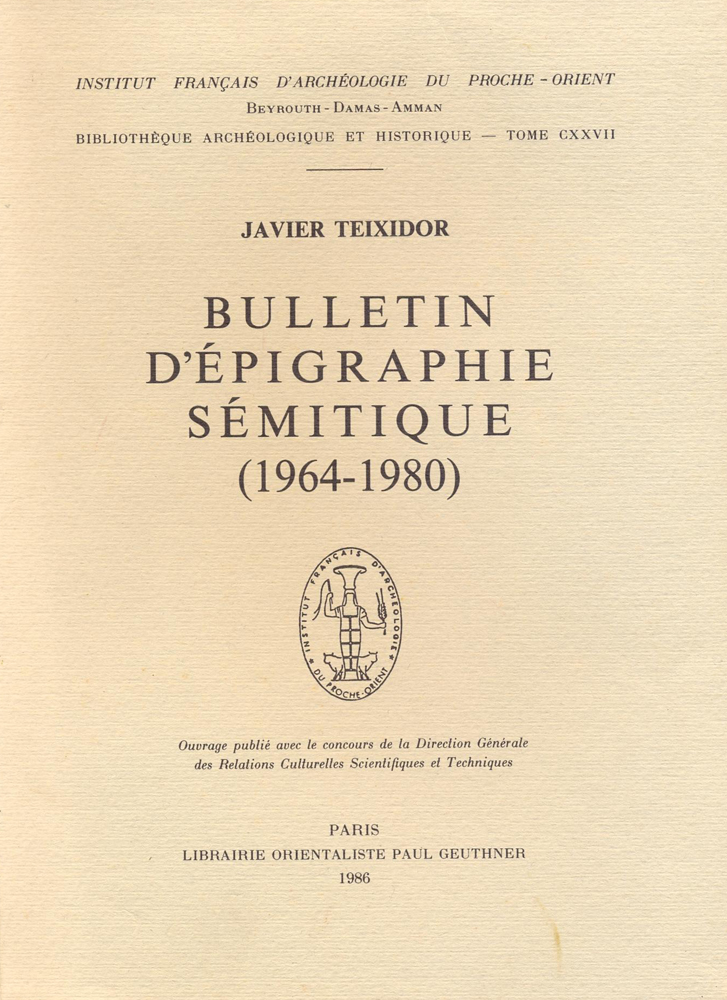 INSTITUT FRANÇAIS D'ARCHÉOLOGIE DU PROCHE-ORIENT
BEYROUTH-DAMAS-AMMAN
BIBLIOTHÈQUE ARCHÉOLOGIQUE ET HISTORIQUE — TOME CXXVII
JAVIER TEIXIDOR
BULLETIN
D'ÉPIGRAPHIE
SÉMITIQUE
(1964-1980)
INSTITUT FRANÇAIS D'ARCHÉOLOGIE
DU PROCHE-ORIENT
Ouvrage publié avec le concours de la Direction Générale
des Relations Culturelles Scientifiques et Techniques
PARIS
LIBRAIRIE ORIENTALISTE PAUL GEUTHNER
1986